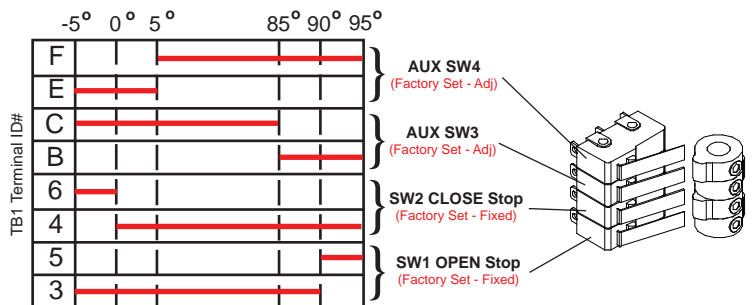 -5° 0° 5° 85° 90° 95°
TB1 Terminal ID#
F
E
C
B
6
4
5
3
AUX SW4
(Factory Set - Adj)
AUX SW3
(Factory Set - Adj)
SW2 CLOSE Stop
(Factory Set - Fixed)
SW1 OPEN Stop
(Factory Set - Fixed)